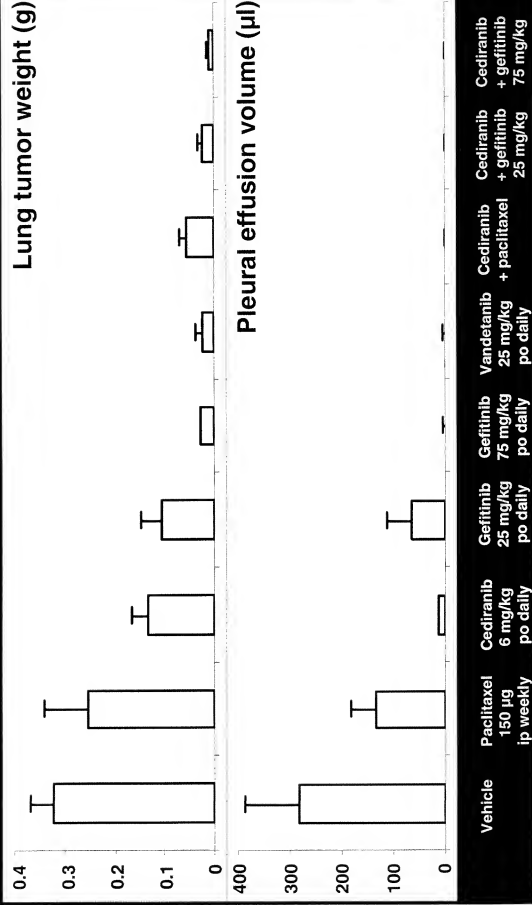 Lung tumor weight (g)
0.4
0.3
0.2
0.1
0
Pleural effusion volume (µl)
400
300
200
100
0
Vehicle
Paclitaxel
150 µg
ip weekly
Cediranib
6 mg/kg
po daily
Gefitinib
25 mg/kg
po daily
Gefitinib
75 mg/kg
po daily
Vandetanib
25 mg/kg
po daily
Cediranib
+ paclitaxel
Cediranib
+ gefitinib
25 mg/kg
Cediranib
+ gefitinib
75 mg/kg